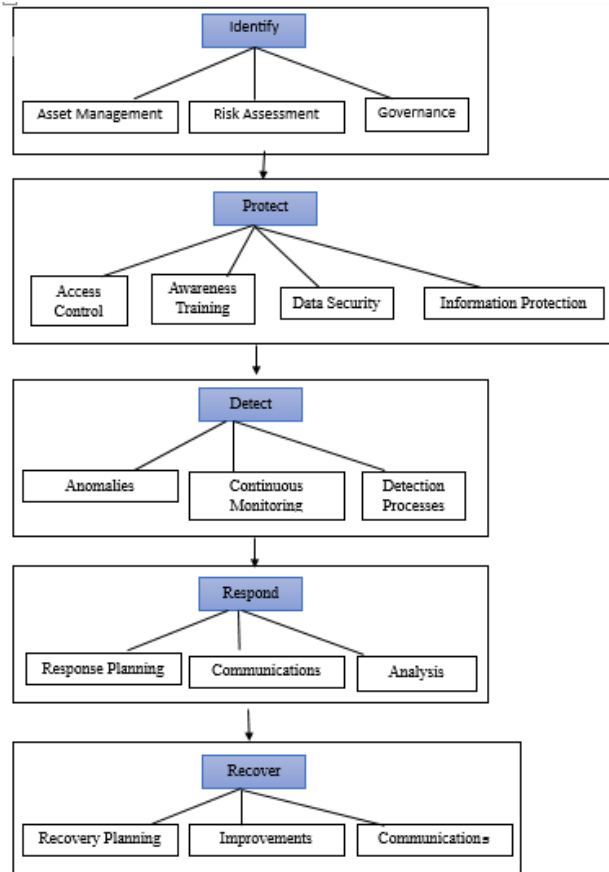 Identify
Asset Management
Risk Assessment
Governance
Protect
Access
Control
Awareness
Training
Data Security
Information Protection
Detect
Anomalies
Continuous
Monitoring
Detection
Processes
Respond
Response Planning
Communications
Analysis
Recover
Recovery Planning
Improvements
Communications